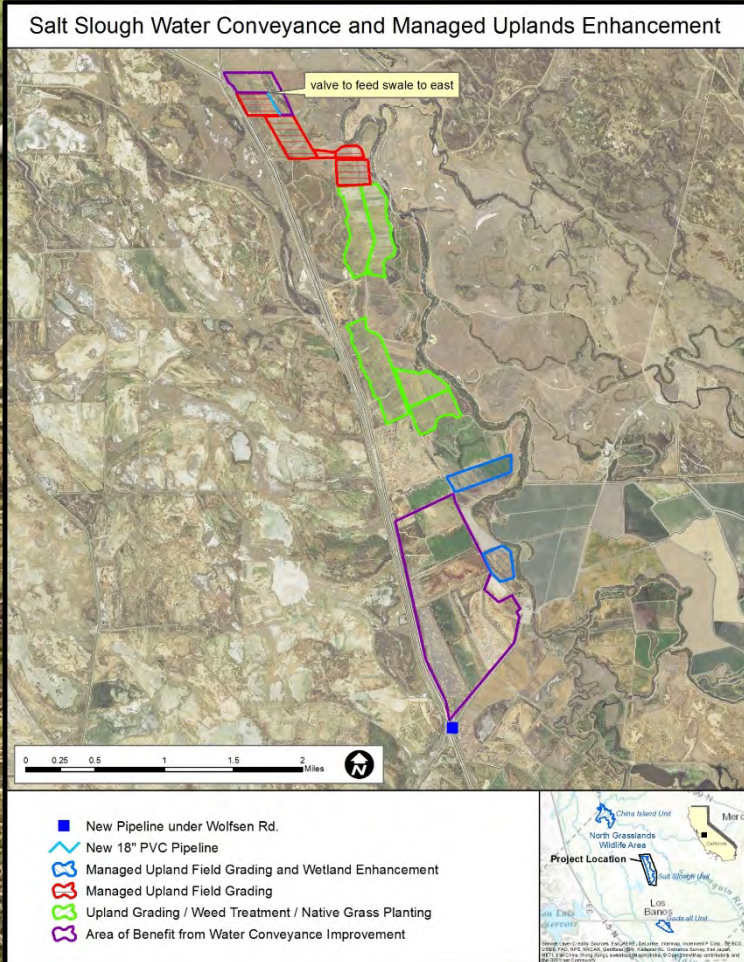 Salt Slough Water Conveyance and Managed Uplands Enhancement
valve to feed swale to east
0 0.25 0.5 1 1.5 2
Miles
N
New Pipeline under Wolfsen Rd.
New 18" PVC Pipeline
Managed Upland Field Grading and Wetland Enhancement
Managed Upland Field Grading
Upland Grading / Weed Treatment / Native Grass Planting
Area of Benefit from Water Conveyance Improvement
China Island Unit
Merc
North Grasslands
Wildlife Area
California
Project Location
Salt Slough Unit
Los
Banos
Gadwall Unit